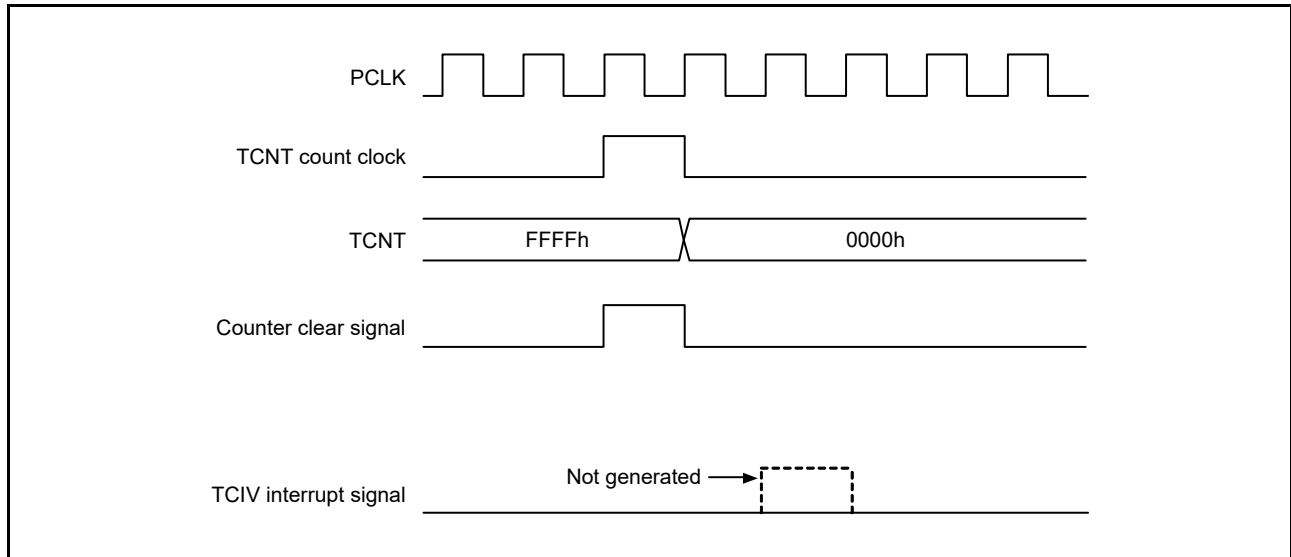 PCLK
TCNT count clock
TCNT
FFFFh
0000h
Counter clear signal
Not generated
TCIV interrupt signal